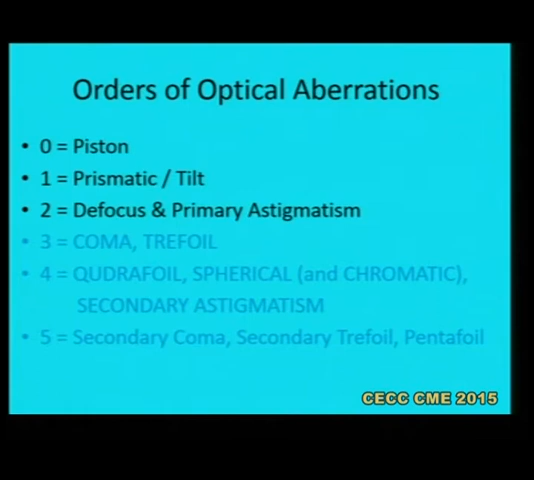 Orders of Optical Aberrations
• 0 = Piston
• 1 = Prismatic / Tilt
• 2 = Defocus & Primary Astigmatism
• 3 = COMA, TREFOIL
• 4 = QUDRAFOIL, SPHERICAL (and CHROMATIC),
SECONDARY ASTIGMATISM
• 5 = Secondary Coma, Secondary Trefoil, Pentafoil
CECC CME 2015